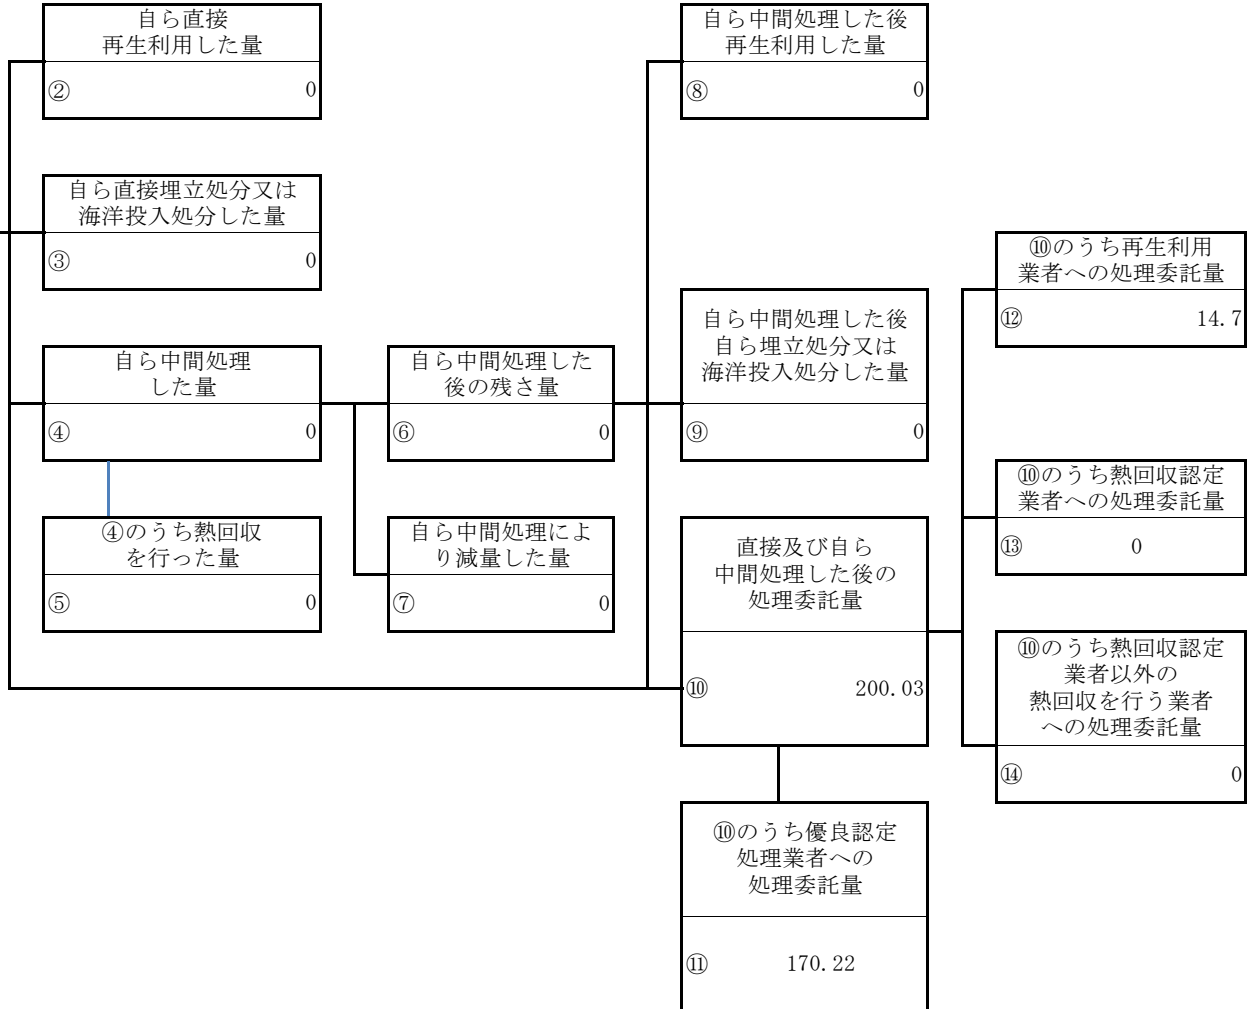 自ら直接
再生利用した量
② 0
自ら直接埋立処分又は
海洋投入処分した量
③ 0
自ら中間処理
した量
④ 0
④のうち熱回収
を行った量
⑤ 0
自ら中間処理した
後の残さ量
⑥ 0
自ら中間処理によ
り減量した量
⑦ 0
自ら中間処理した後
再生利用した量
⑧ 0
自ら中間処理した後
自ら埋立処分又は
海洋投入処分した量
⑨ 0
直接及び自ら
中間処理した後の
処理委託量
⑩ 200.03
⑩のうち優良認定
処理業者への
処理委託量
⑪ 170.22
⑩のうち再生利用
業者への処理委託量
⑫ 14.7
⑩のうち熱回収認定
業者への処理委託量
⑬ 0
⑩のうち熱回収認定
業者以外の
熱回収を行う業者
への処理委託量
⑭ 0